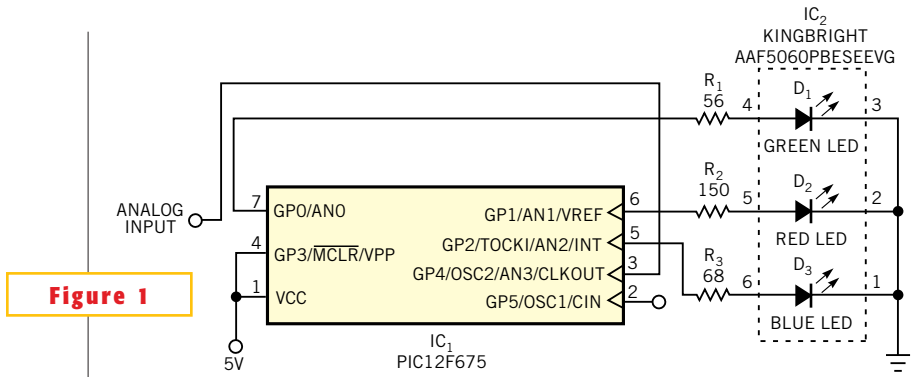 IC2
KINGBRIGHT
AAF5060PBESEEVG
R1
56
4
D1
3
GREEN LED
R2
150
5
D2
2
RED LED
R3
68
6
D3
1
BLUE LED
ANALOG
INPUT
7
GP0/AN0
4
GP3/MCLR/VPP
1
VCC
5V
GP1/AN1/VREF
6
GP2/TOCKI/AN2/INT
5
GP4/OSC2/AN3/CLKOUT
3
GP5/OSC1/CIN
2
IC1
PIC12F675
Figure 1